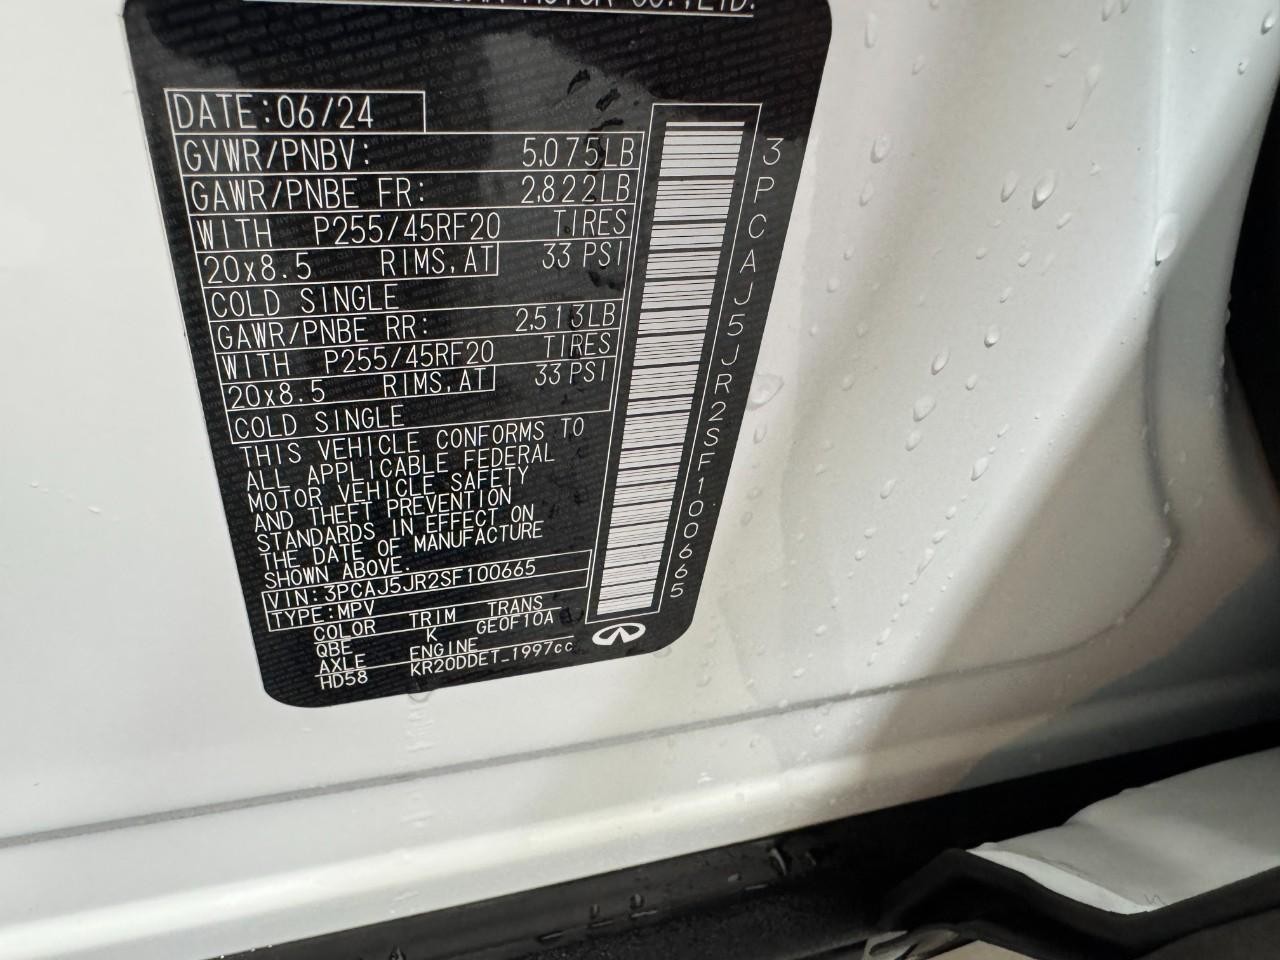 MOTOR CO.,LTD.
DATE:06/24
GVWR/PNBV: 5,075LB
GAWR/PNBE FR: 2,822LB
WITH P255/45RF20 TIRES
20x8.5 RIMS,AT 33 PSI
COLD SINGLE
GAWR/PNBE RR: 2,513LB
WITH P255/45RF20 TIRES
20x8.5 RIMS,AT 33 PSI
COLD SINGLE
THIS VEHICLE CONFORMS TO
ALL APPLICABLE FEDERAL
MOTOR VEHICLE SAFETY
AND THEFT PREVENTION
STANDARDS IN EFFECT ON
THE DATE OF MANUFACTURE
SHOWN ABOVE.
VIN:3PCAJ5JR2SF100665
TYPE:MPV
COLOR TRIM TRANS
QBE K GE0F10A
AXLE ENGINE
HD58 KR20DDET_1997cc
3PCAJ5JR2SF100665